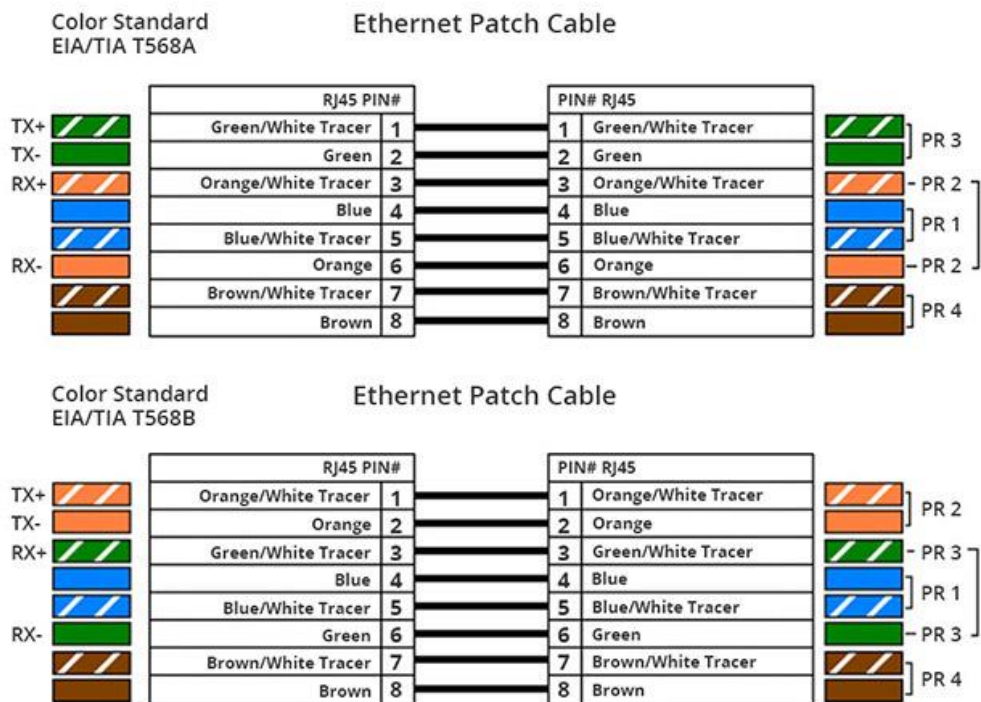 Color Standard
EIA/TIA T568A
Ethernet Patch Cable
RJ45 PIN# PIN# RJ45
TX+ Green/White Tracer 1 1 Green/White Tracer
TX- Green 2 2 Green PR 3
RX+ Orange/White Tracer 3 3 Orange/White Tracer PR 2
Blue 4 4 Blue PR 1
Blue/White Tracer 5 5 Blue/White Tracer
RX- Orange 6 6 Orange PR 2
Brown/White Tracer 7 7 Brown/White Tracer PR 4
Brown 8 8 Brown
Color Standard
EIA/TIA T568B
Ethernet Patch Cable
RJ45 PIN# PIN# RJ45
TX+ Orange/White Tracer 1 1 Orange/White Tracer PR 2
TX- Orange 2 2 Orange
RX+ Green/White Tracer 3 3 Green/White Tracer PR 3
Blue 4 4 Blue PR 1
Blue/White Tracer 5 5 Blue/White Tracer
RX- Green 6 6 Green PR 3
Brown/White Tracer 7 7 Brown/White Tracer PR 4
Brown 8 8 Brown